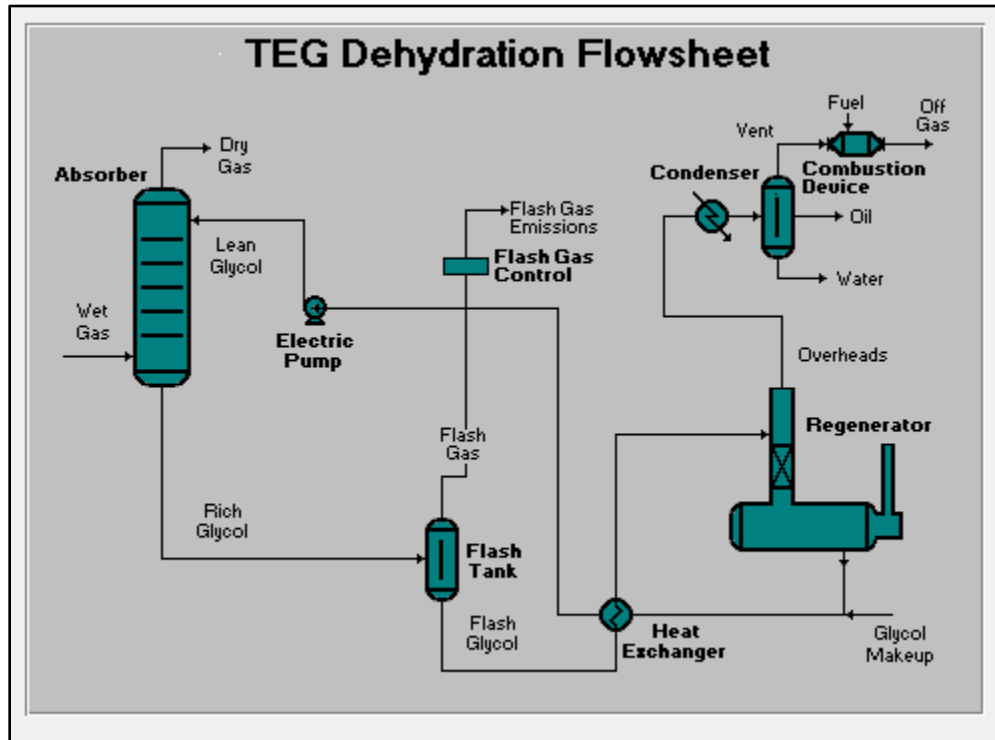 TEG Dehydration Flowsheet
Fuel
Off
Gas
Vent
Dry
Gas
Absorber
Condenser
Combustion
Device
Flash Gas
Emissions
Oil
Lean
Glycol
Flash Gas
Control
Water
Wet
Gas
Electric
Pump
Overheads
Flash
Gas
Regenerator
Rich
Glycol
Flash
Tank
Flash
Glycol
Heat
Exchanger
Glycol
Makeup